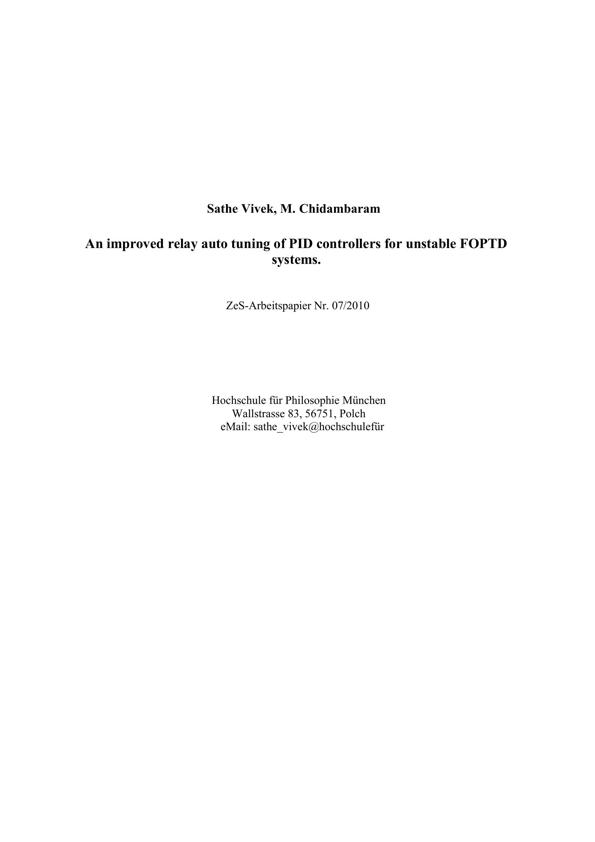 Sathe Vivek, M. Chidambaram
An improved relay auto tuning of PID controllers for unstable FOPTD
systems.
ZeS-Arbeitspapier Nr. 07/2010
Hochschule für Philosophie München
Wallstrasse 83, 56751, Polch
eMail: sathe_vivek@hochschulefür